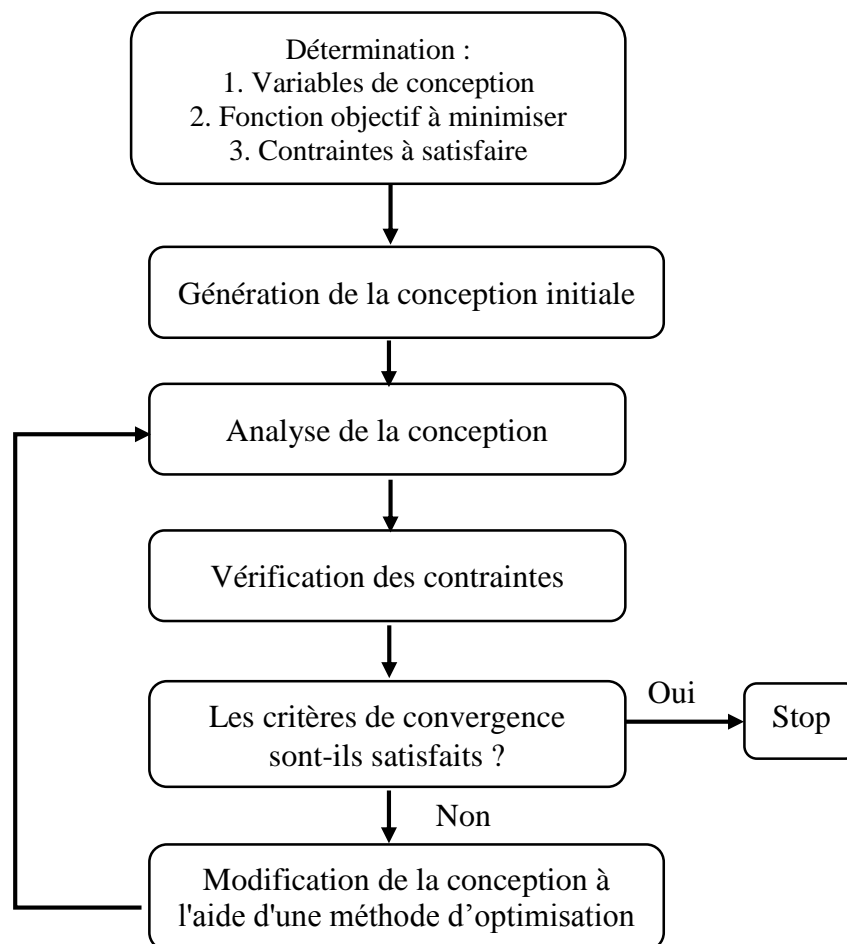 Détermination :
1. Variables de conception
2. Fonction objectif à minimiser
3. Contraintes à satisfaire
Génération de la conception initiale
Analyse de la conception
Vérification des contraintes
Les critères de convergence
sont-ils satisfaits ?
Oui
Stop
Non
Modification de la conception à
l'aide d'une méthode d’optimisation